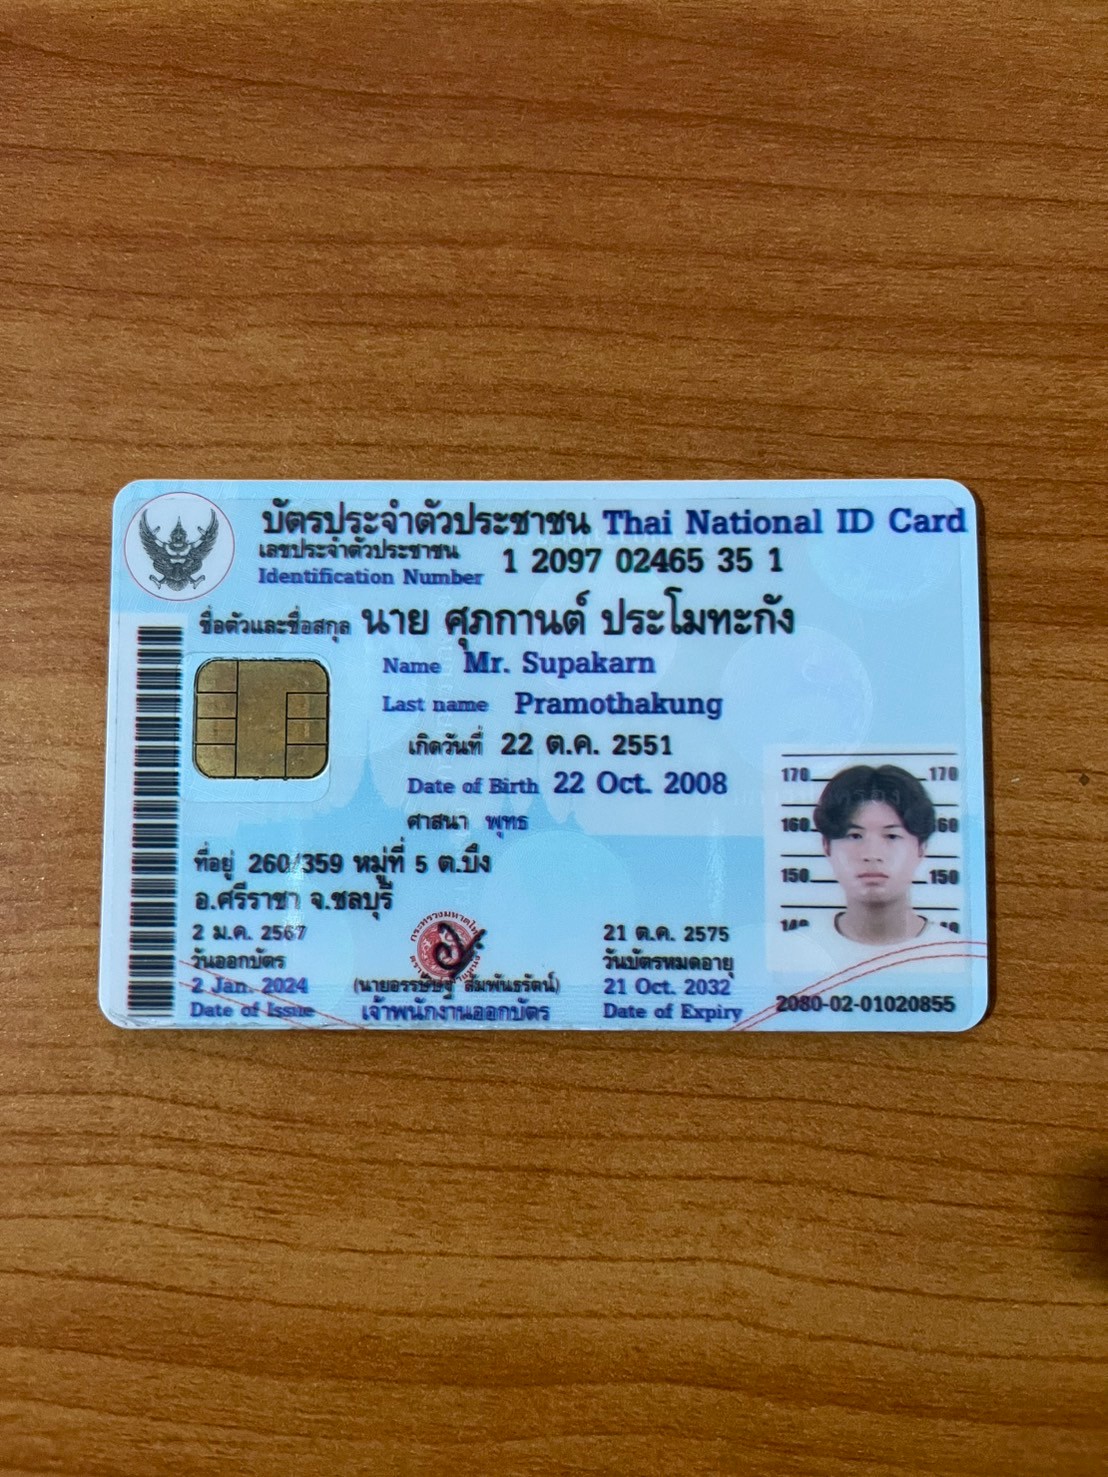 บัตรประจำตัวประชาชน Thai National ID Card
เลขประจำตัวประชาชน
Identification Number
1 2097 02465 35 1
ชื่อตัวและชื่อสกุล นาย ศุภกานต์ ประโมทะกัง
Name Mr. Supakarn
Last name Pramothakung
เกิดวันที่ 22 ต.ค. 2551
Date of Birth 22 Oct. 2008
ศาสนา พุทธ
ที่อยู่ 260/359 หมู่ที่ 5 ต.บึง
อ.ศรีราชา จ.ชลบุรี
170 170
160 60
150 150
2 ม.ค. 2567
วันออกบัตร
2 Jan. 2024
Date of Issue
เจ้าพนักงานออกบัตร
21 ต.ค. 2575
วันบัตรหมดอายุ
21 Oct. 2032
Date of Expiry
2080-02-01020855